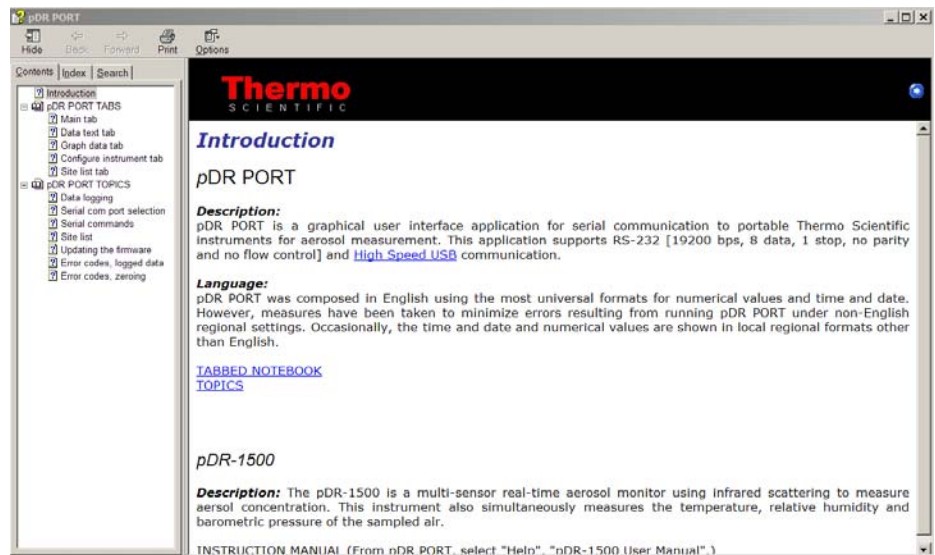 pDR PORT
Hide Back Forward Print Options
Contents Index Search
Introduction
pDR PORT TABS
Main tab
Data text tab
Graph data tab
Configure instrument tab
Site list tab
pDR PORT TOPICS
Data logging
Serial com port selection
Serial commands
Site list
Updating the firmware
Error codes, logged data
Error codes, zeroing
Thermo
SCIENTIFIC
Introduction
pDR PORT
Description:
pDR PORT is a graphical user interface application for serial communication to portable Thermo Scientific
instruments for aerosol measurement. This application supports RS-232 [19200 bps, 8 data, 1 stop, no parity
and no flow control] and High Speed USB communication.
Language:
pDR PORT was composed in English using the most universal formats for numerical values and time and date.
However, measures have been taken to minimize errors resulting from running pDR PORT under non-English
regional settings. Occasionally, the time and date and numerical values are shown in local regional formats other
than English.
TABBED NOTEBOOK
TOPICS
pDR-1500
Description: The pDR-1500 is a multi-sensor real-time aerosol monitor using infrared scattering to measure
aersol concentration. This instrument also simultaneously measures the temperature, relative humidity and
barometric pressure of the sampled air.
INSTRUCTION MANUAL (From pDR PORT, select "Help", "pDR-1500 User Manual".)